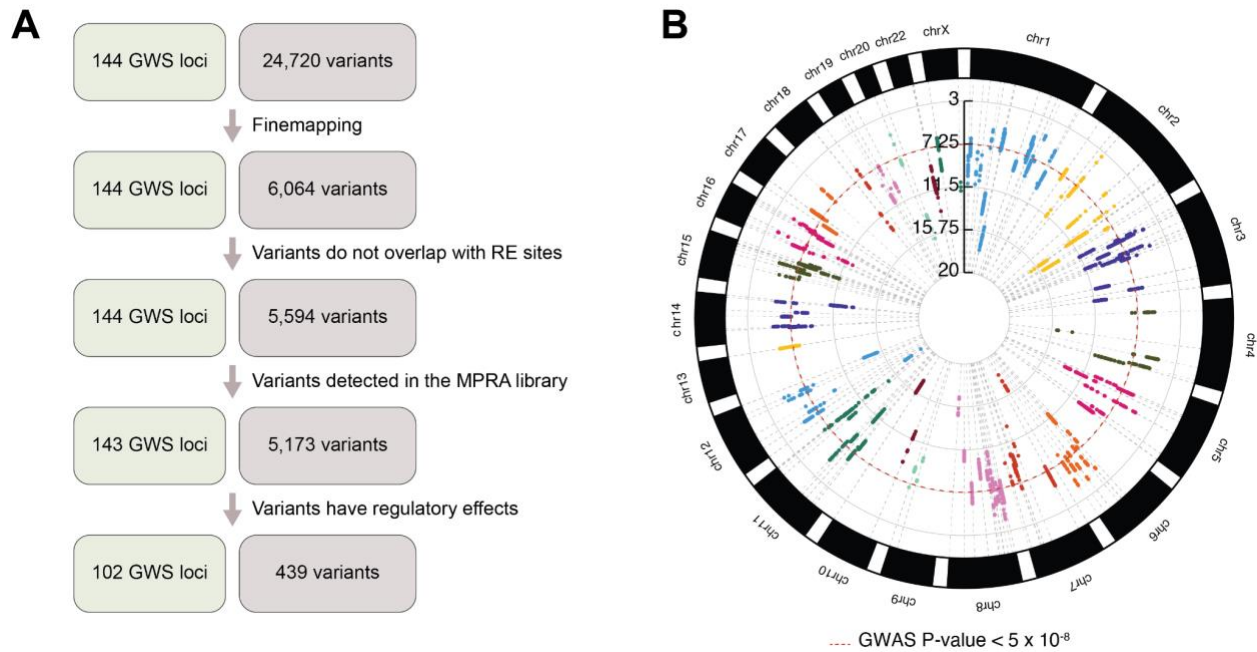 A
144 GWS loci
24,720 variants
Finemapping
144 GWS loci
6,064 variants
Variants do not overlap with RE sites
144 GWS loci
5,594 variants
Variants detected in the MPRA library
143 GWS loci
5,173 variants
Variants have regulatory effects
102 GWS loci
439 variants
B
chr1
chr2
chr3
chr4
chr5
chr6
chr7
chr8
chr9
chr10
chr11
chr12
chr13
chr14
chr15
chr16
chr17
chr18
chr19
chr20
chr22
chrX
3
7.25
11.5
15.75
20
GWAS P-value < 5 x 10⁻⁸